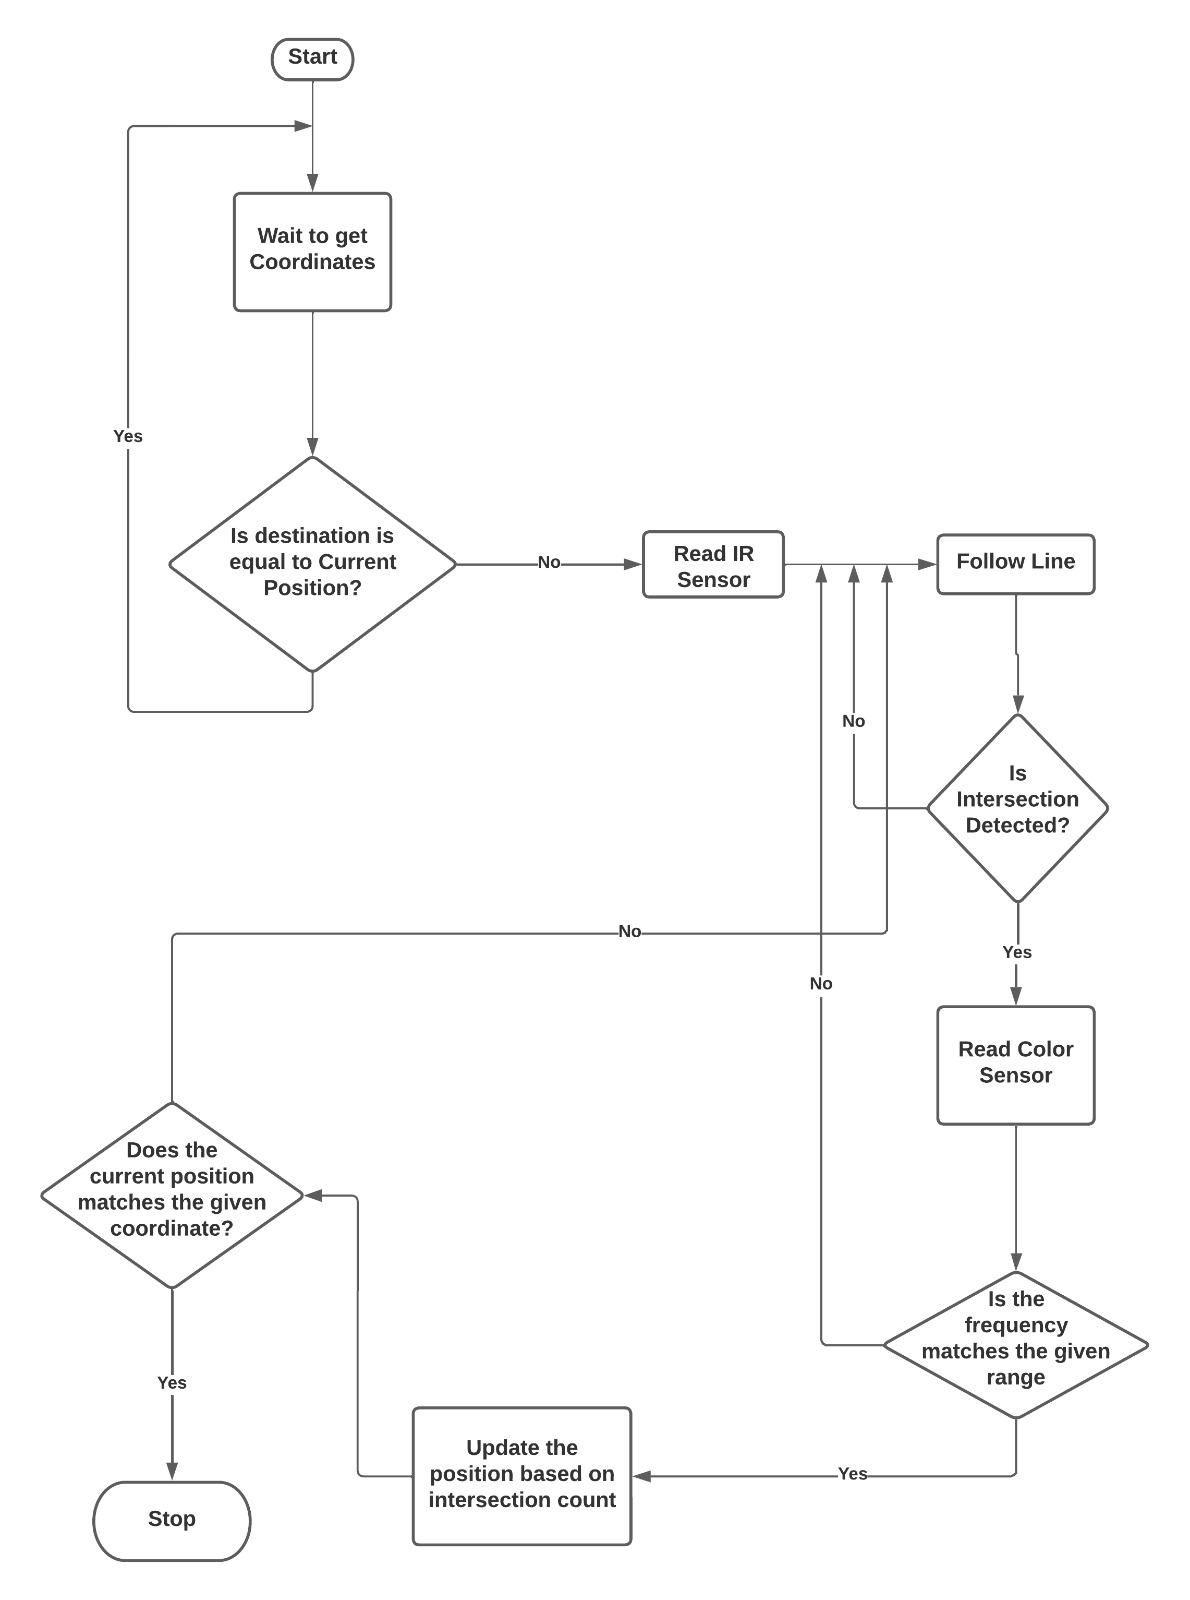 Start
Wait to get
Coordinates
Yes
Is destination is
equal to Current
Position?
No
Read IR
Sensor
Follow Line
No
Is
Intersection
Detected?
No
Yes
No
Read Color
Sensor
Does the
current position
matches the given
coordinate?
Is the
frequency
matches the given
range
Yes
Update the
position based on
intersection count
Yes
Stop